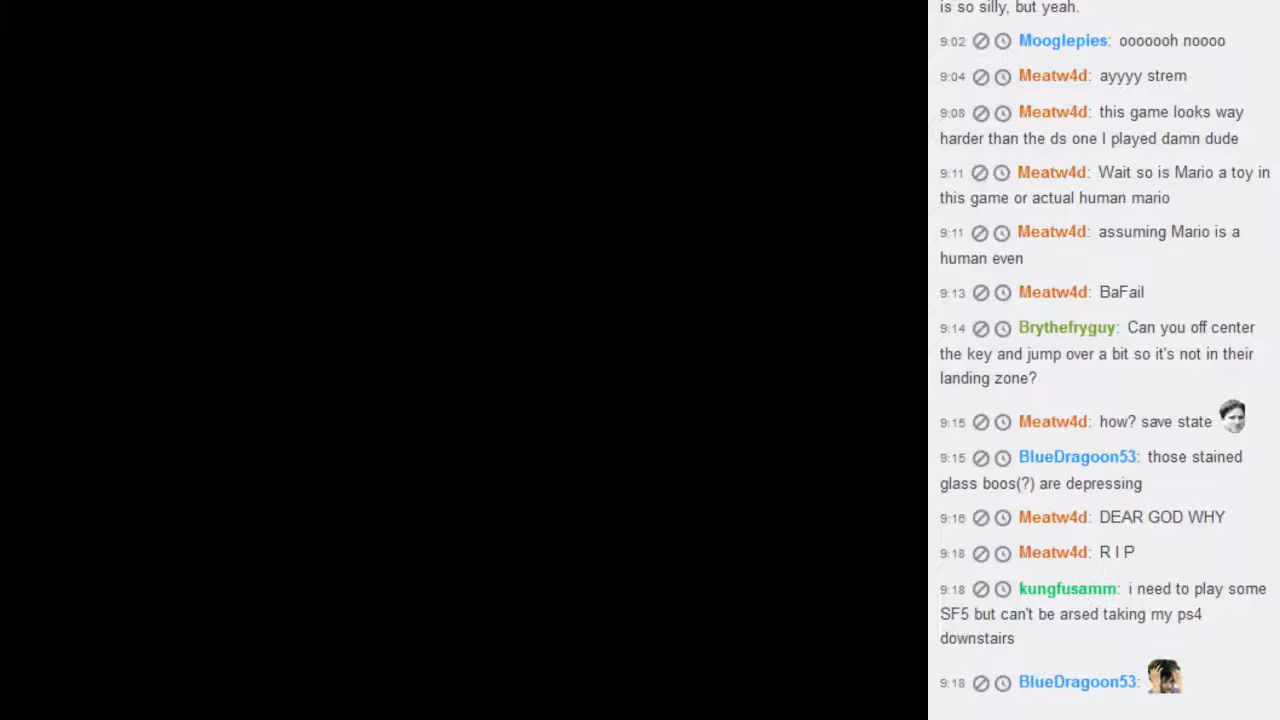 is so silly, but yeah.
9:02 Mooglepies: ooooooh noooo
9:04 Meatw4d: ayyyy strem
9:08 Meatw4d: this game looks way
harder than the ds one I played damn dude
9:11 Meatw4d: Wait so is Mario a toy in
this game or actual human mario
9:11 Meatw4d: assuming Mario is a
human even
9:13 Meatw4d: BaFail
9:14 Brythefryguy: Can you off center
the key and jump over a bit so it's not in their
landing zone?
9:15 Meatw4d: how? save state
9:15 BlueDragoon53: those stained
glass boos(?) are depressing
9:16 Meatw4d: DEAR GOD WHY
9:18 Meatw4d: R I P
9:18 kungfusamm: i need to play some
SF5 but can't be arsed taking my ps4
downstairs
9:18 BlueDragoon53: